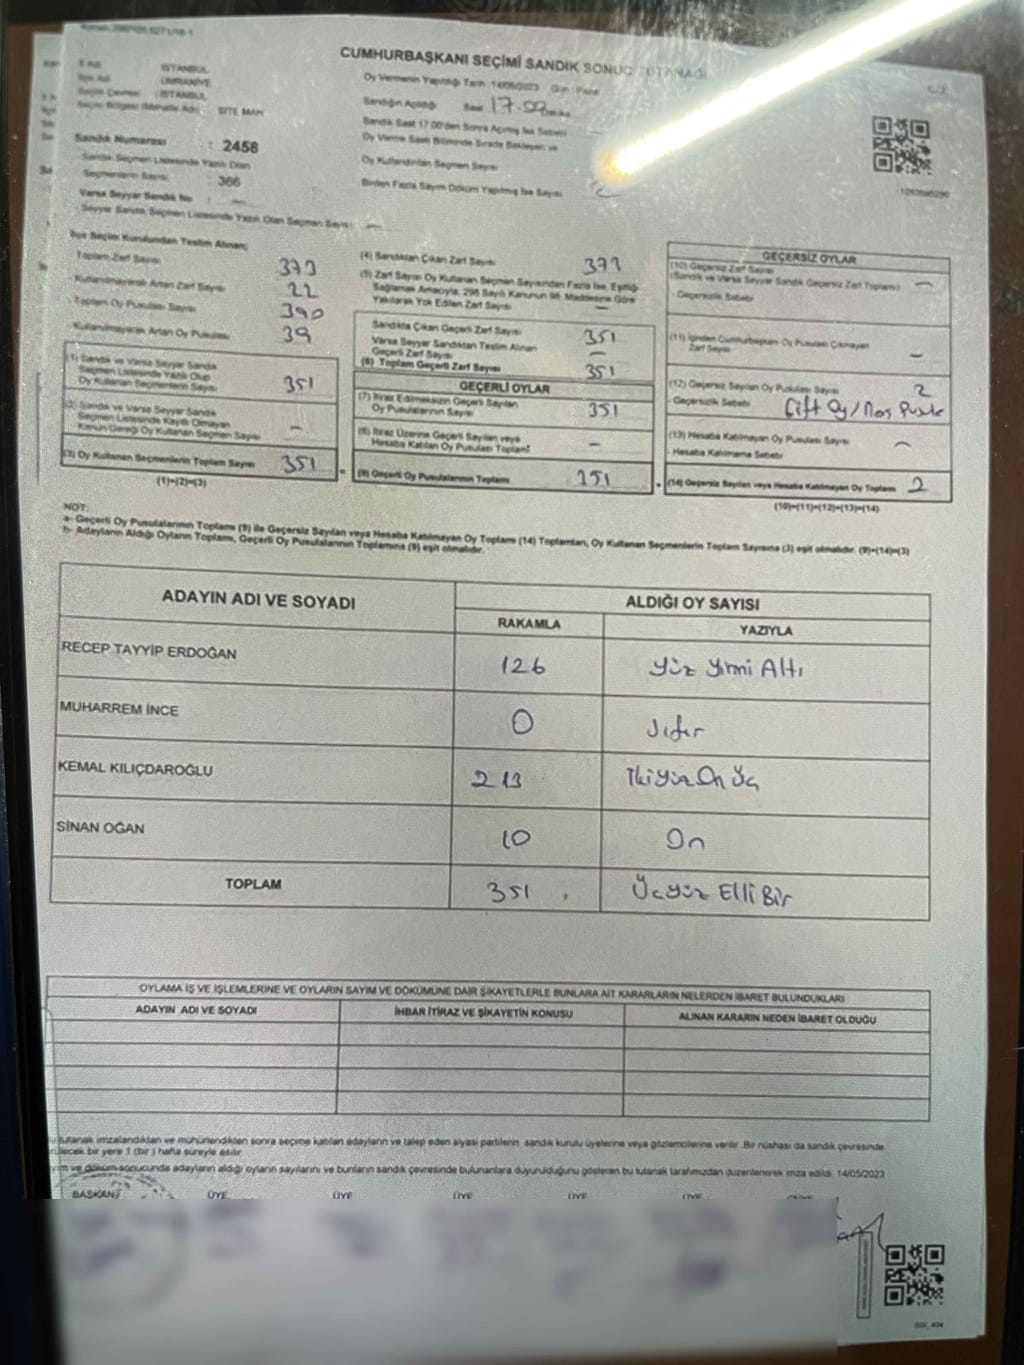 CUMHURBAŞKANI SEÇİMİ SANDIK SONUÇ TUTANAĞI
Oy Vermenin Yapıldığı Tarih : 14/05/2023 Gün : Pazar
İl Adı : İSTANBUL
İlçe Adı : ÜMRANİYE
Seçim Çevresi : İSTANBUL
Seçim Bölgesi (Mahalle Adı) : SITE MAH
Sandığın Açıldığı Saat 17.00
Sandık Saat 17:00'den Sonra Açılmış İse Sebebi
Oy Verme Saati Bitiminde Sırada Bekleyen ve
Oy Kullandırılan Seçmen Sayısı
Birden Fazla Sayım Döküm Yapılmış İse Sayısı
Sandık Numarası : 2458
Sandık Seçmen Listesinde Yazılı Olan
Seçmenlerin Sayısı : 366
Varsa Seyyar Sandık No : -
Seyyar Sandık Seçmen Listesinde Yazılı Olan Seçmen Sayısı : -
İlçe Seçim Kurulundan Teslim Alınan;
Toplam Zarf Sayısı 373
Kullanılmayarak Artan Zarf Sayısı 22
Toplam Oy Pusulası Sayısı 390
Kullanılmayarak Artan Oy Pusulası 39
(1) Sandık ve Varsa Seyyar Sandık
Seçmen Listesinde Yazılı Olup
Oy Kullanan Seçmenlerin Sayısı 351
(2) Sandık ve Varsa Seyyar Sandık
Seçmen Listesinde Kayıtlı Olmayan
Kanun Gereği Oy Kullanan Seçmen Sayısı -
(3) Oy Kullanan Seçmenlerin Toplam Sayısı 351
(1)+(2)=(3)
(4) Sandıktan Çıkan Zarf Sayısı 373
(5) Zarf Sayısı Oy Kullanan Seçmen Sayısından Fazla İse, Eşitliği
Sağlamak Amacıyla, 298 Sayılı Kanunun 98. Maddesine Göre
Yakılarak Yok Edilen Zarf Sayısı -
Sandıkta Çıkan Geçerli Zarf Sayısı 351
Varsa Seyyar Sandıktan Teslim Alınan
Geçerli Zarf Sayısı -
(6) Toplam Geçerli Zarf Sayısı 351
GEÇERLİ OYLAR
(7) İtiraz Edilmeksizin Geçerli Sayılan
Oy Pusulalarının Sayısı 351
(8) İtiraz Üzerine Geçerli Sayılan veya
Hesaba Katılan Oy Pusulası Toplamı -
(9) Geçerli Oy Pusulalarının Toplamı 351
GEÇERSİZ OYLAR
(10) Geçersiz Zarf Sayısı
(Sandık ve Varsa Seyyar Sandık Geçersiz Zarf Toplamı) -
Geçersizlik Sebebi
(11) İçinden Cumhurbaşkanı Oy Pusulası Çıkmayan
Zarf Sayısı -
(12) Geçersiz Sayılan Oy Pusulası Sayısı 2
Geçersizlik Sebebi Çift Oy/
(13) Hesaba Katılmayan Oy Pusulası Sayısı -
Hesaba Katılmama Sebebi
(14) Geçersiz Sayılan veya Hesaba Katılmayan Oy Toplamı 2
(10)+(11)+(12)+(13)=(14)
NOT:
a- Geçerli Oy Pusulalarının Toplamı (9) ile Geçersiz Sayılan veya Hesaba Katılmayan Oy Toplamı (14) Toplamları, Oy Kullanan Seçmenlerin Toplam Sayısına (3) eşit olmalıdır. (9)+(14)=(3)
b- Adayların Aldığı Oyların Toplamı, Geçerli Oy Pusulalarının Toplamına (9) eşit olmalıdır.
ADAYIN ADI VE SOYADI ALDIĞI OY SAYISI
RAKAMLA YAZIYLA
RECEP TAYYİP ERDOĞAN 126 Yüz Yirmi Altı
MUHARREM İNCE 0 Sıfır
KEMAL KILIÇDAROĞLU 213 İkiyüz On Üç
SİNAN OĞAN 10 On
TOPLAM 351 Üçyüz Elli Bir
OYLAMA İŞ VE İŞLEMLERİNE VE OYLARIN SAYIM VE DÖKÜMÜNE DAİR ŞİKAYETLERLE BUNLARA AİT KARARLARIN NELERDEN İBARET BULUNDUKLARI
ADAYIN ADI VE SOYADI İHBAR İTİRAZ VE ŞİKAYETİN KONUSU ALINAN KARARIN NEDEN İBARET OLDUĞU
tutanak imzalandıktan ve mühürlendikten sonra seçime katılan adayların ve talep eden siyasi partilerin sandık kurulu üyelerine veya gözlemcilerine verilir. Bir nüshası da sandık çevresinde
bir yere 1 (bir) hafta süreyle asılır.
ve döküm sonucunda adayların aldığı oyların sayılarını ve bunların sandık çevresinde bulunanlara duyurulduğunu gösteren bu tutanak tarafımızdan düzenlenerek imza edildi. 14/05/2023
BAŞKAN ÜYE ÜYE ÜYE ÜYE ÜYE ÜYE